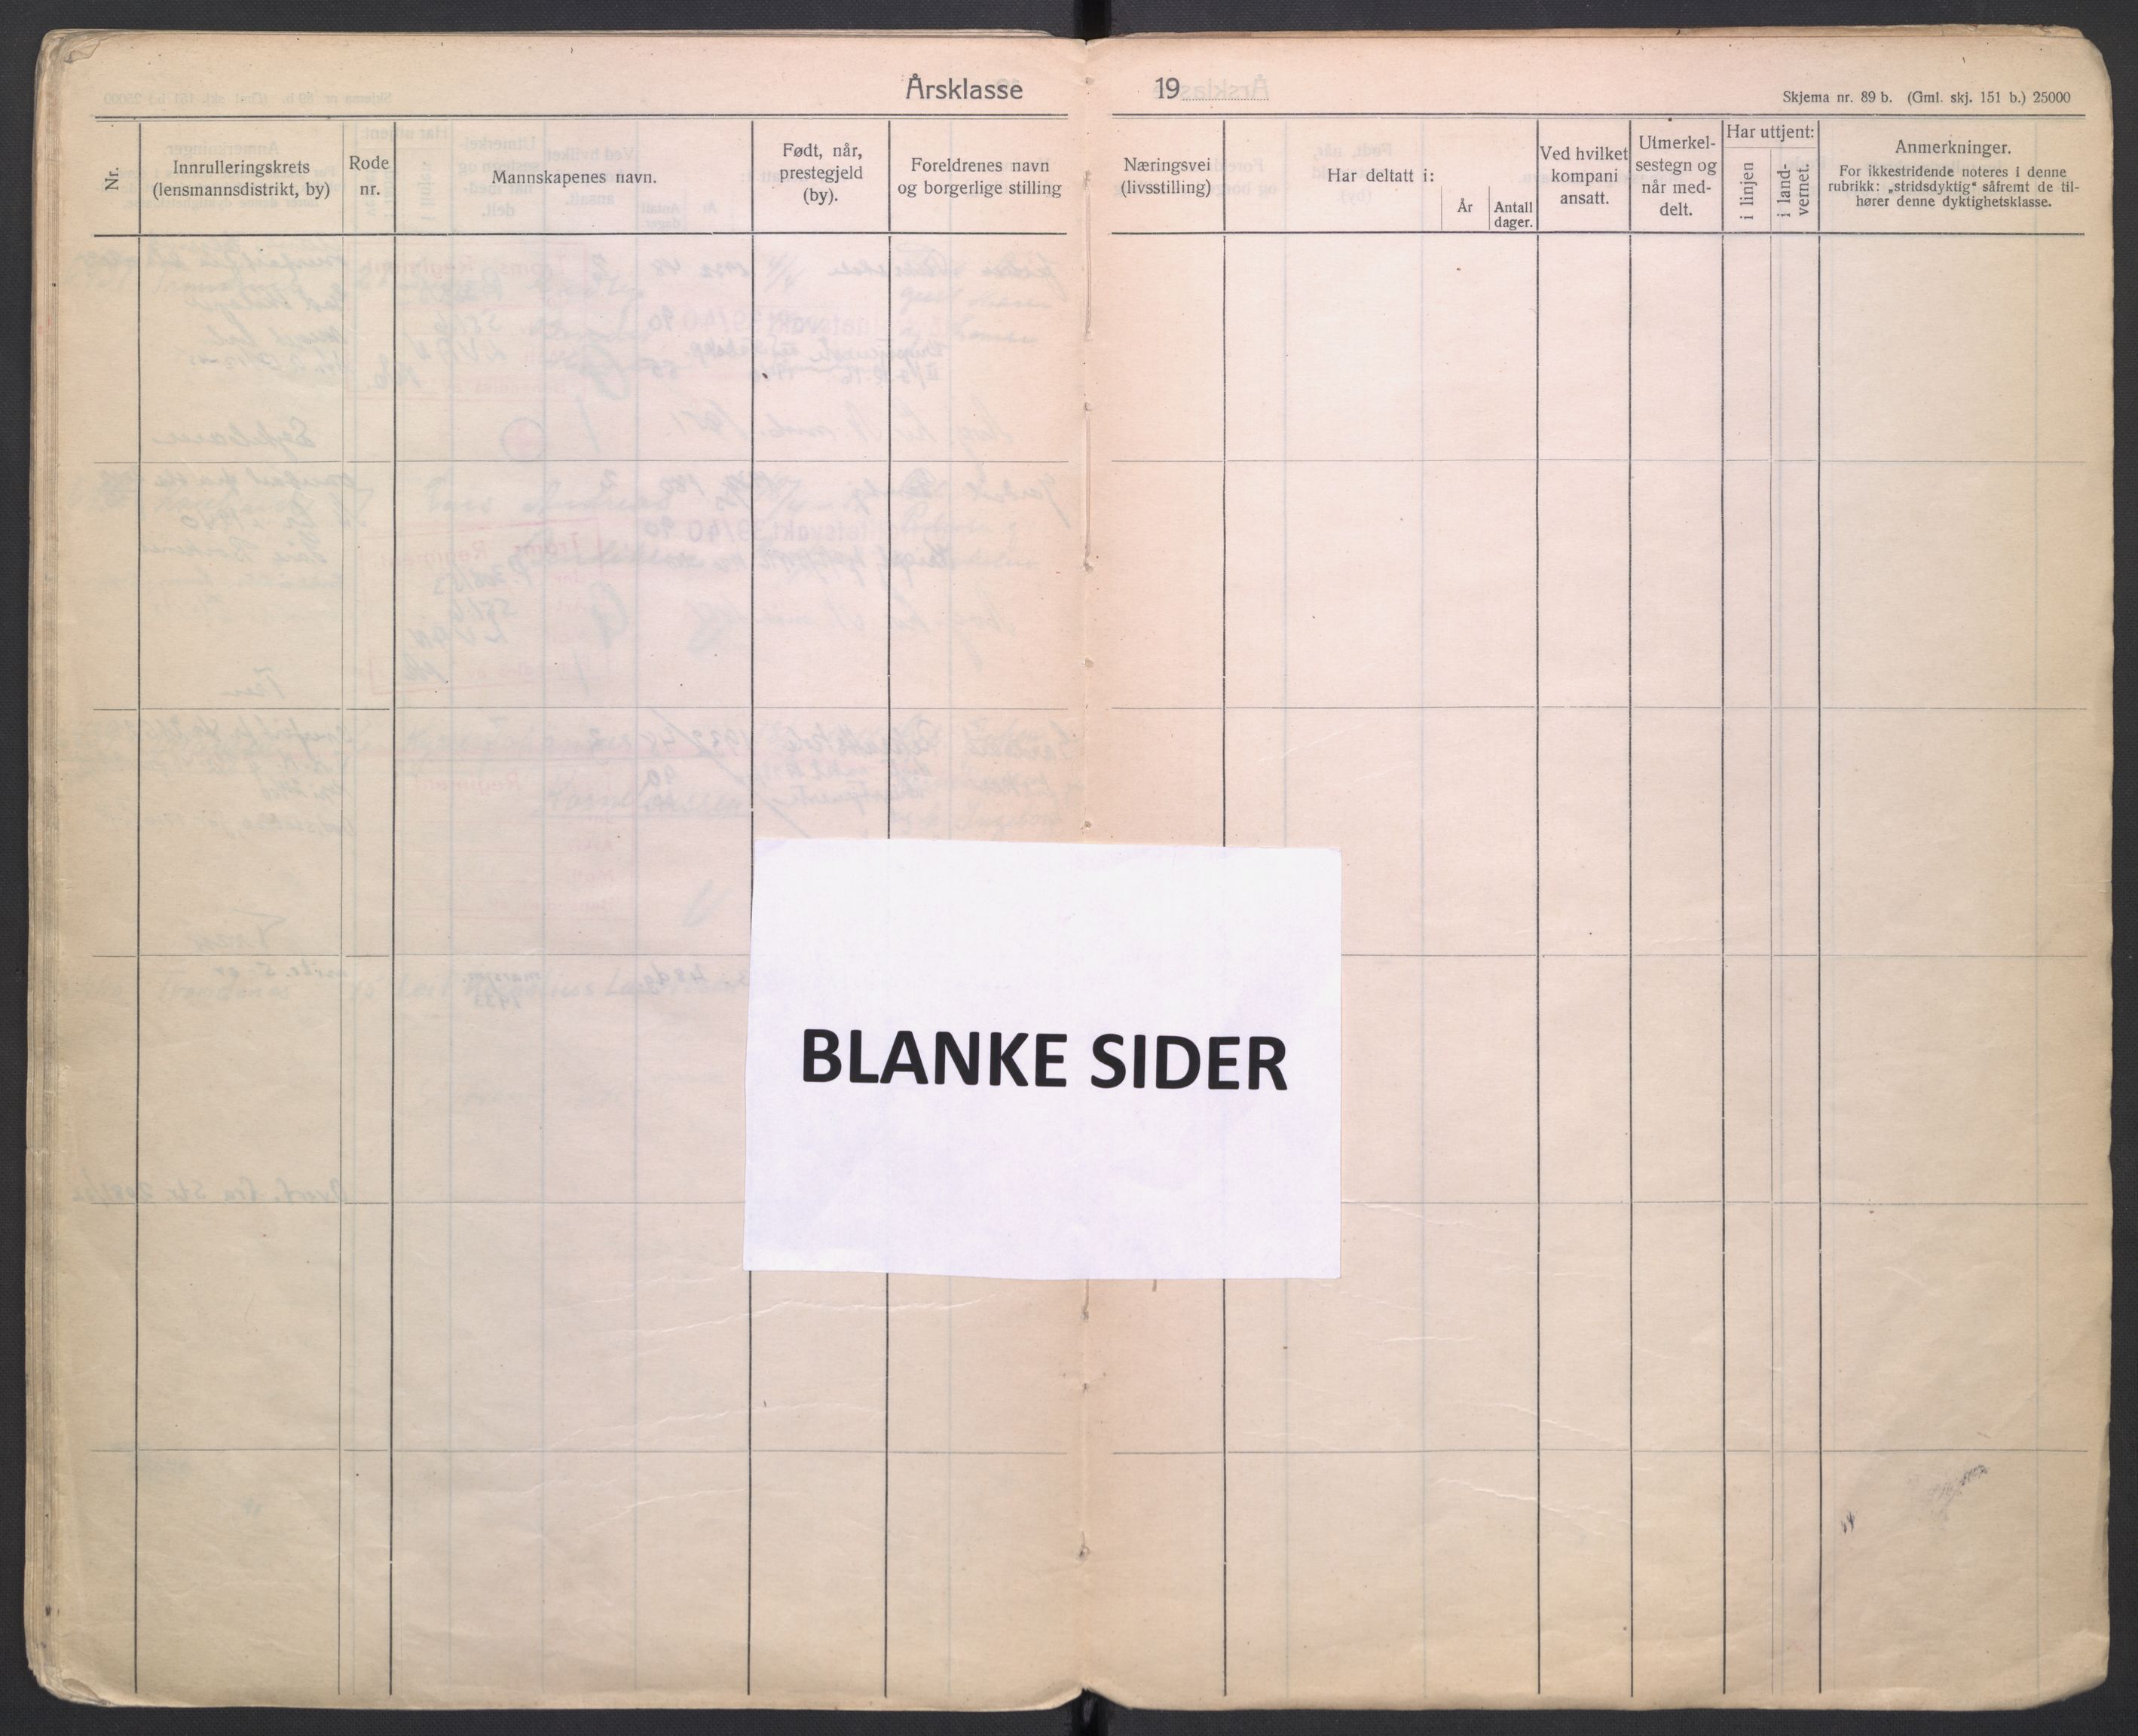 Årsklasse 19
Skjema nr. 89 b. (Gml. skj. 151 b.) 25000
Nr.
Innrulleringskrets
(lensmannsdistrikt, by)
Rode
nr.
Mannskapenes navn.
Født, når,
prestegjeld
(by).
Foreldrenes navn
og borgerlige stilling
Næringsvei
(livsstilling)
Har deltatt i:
År
Antall
dager.
Ved hvilket
kompani
ansatt.
Utmerkel-
sestegn og
når med-
delt.
Har uttjent:
i linjen
i land-
vernet.
Anmerkninger.
For ikkestridende noteres i denne
rubrikk: „stridsdyktig“ såfremt de til-
hører denne dyktighetsklasse.
BLANKE SIDER